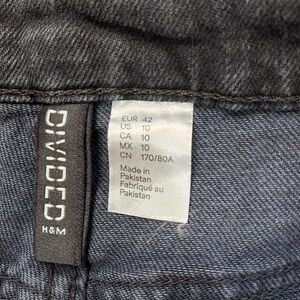 DIVIDED
H&M
EUR 42
US 10
CA 10
MX 10
CN 170/80A
Made in
Pakistan
Fabriqué au
Pakistan